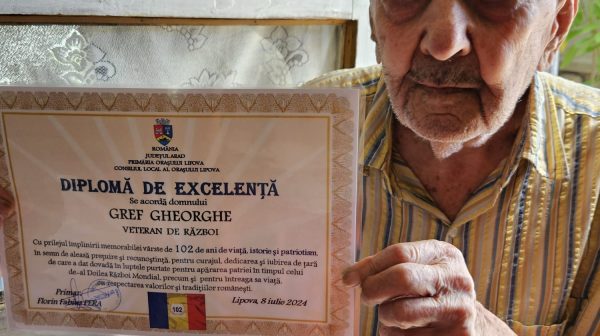 ROMÂNIA
JUDEȚUL ARAD
PRIMĂRIA ORAȘULUI LIPOVA
CONSILIUL LOCAL AL ORAȘULUI LIPOVA
DIPLOMĂ DE EXCELENȚĂ
Se acordă domnului
GREF GHEORGHE
VETERAN DE RĂZBOI
Cu prilejul împlinirii memorabilei vârste de 102 de ani de viață, istorie și patriotism.
În semn de aleasă prețuire și recunoștință, pentru curajul, dedicarea și iubirea de țară
de care a dat dovadă în luptele purtate pentru apărarea patriei în timpul celui
de-al Doilea Război Mondial, precum și pentru întreaga sa viață,
cu respectarea valorilor și tradițiilor românești.
Primar,
Florin Fabius PERA
Lipova, 8 iulie 2024
102